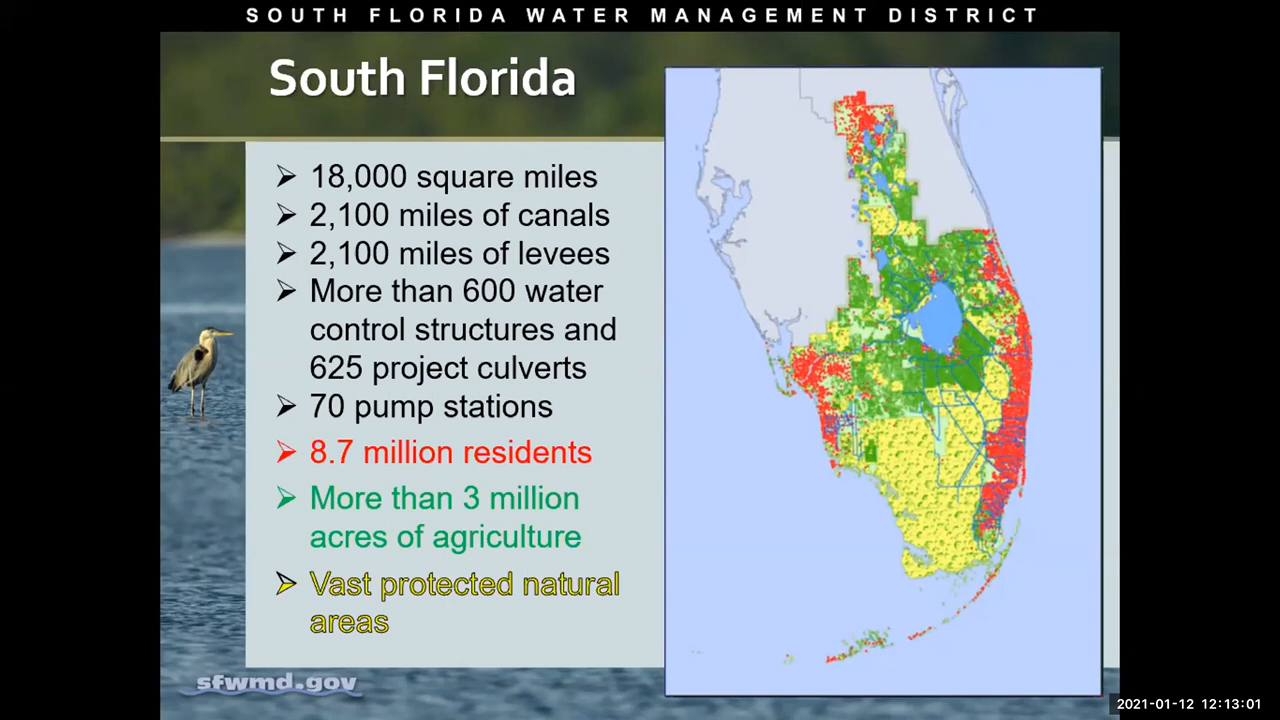 SOUTH FLORIDA WATER MANAGEMENT DISTRICT
South Florida
18,000 square miles
2,100 miles of canals
2,100 miles of levees
More than 600 water
control structures and
625 project culverts
70 pump stations
8.7 million residents
More than 3 million
acres of agriculture
Vast protected natural
areas
sfwmd.gov
2021-01-12 12:13:01